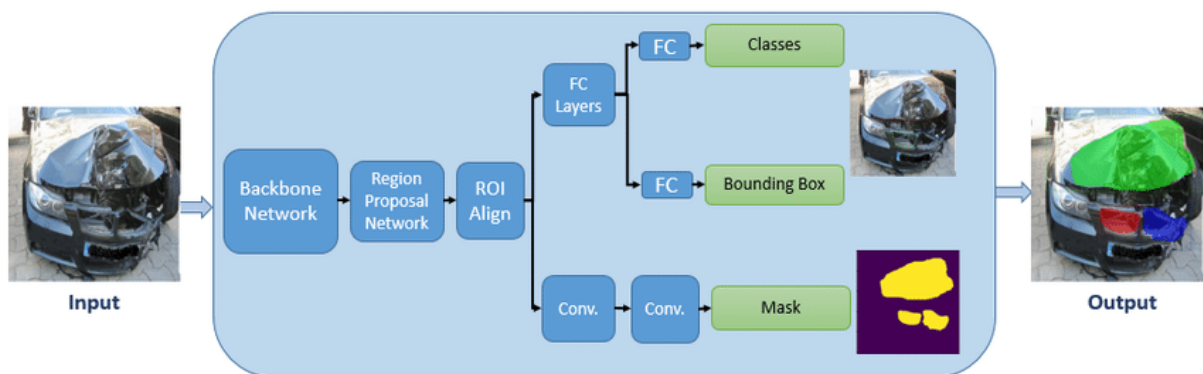 Input
Backbone
Network
Region
Proposal
Network
ROI
Align
FC
Layers
FC
Classes
FC
Bounding Box
Conv.
Conv.
Mask
Output